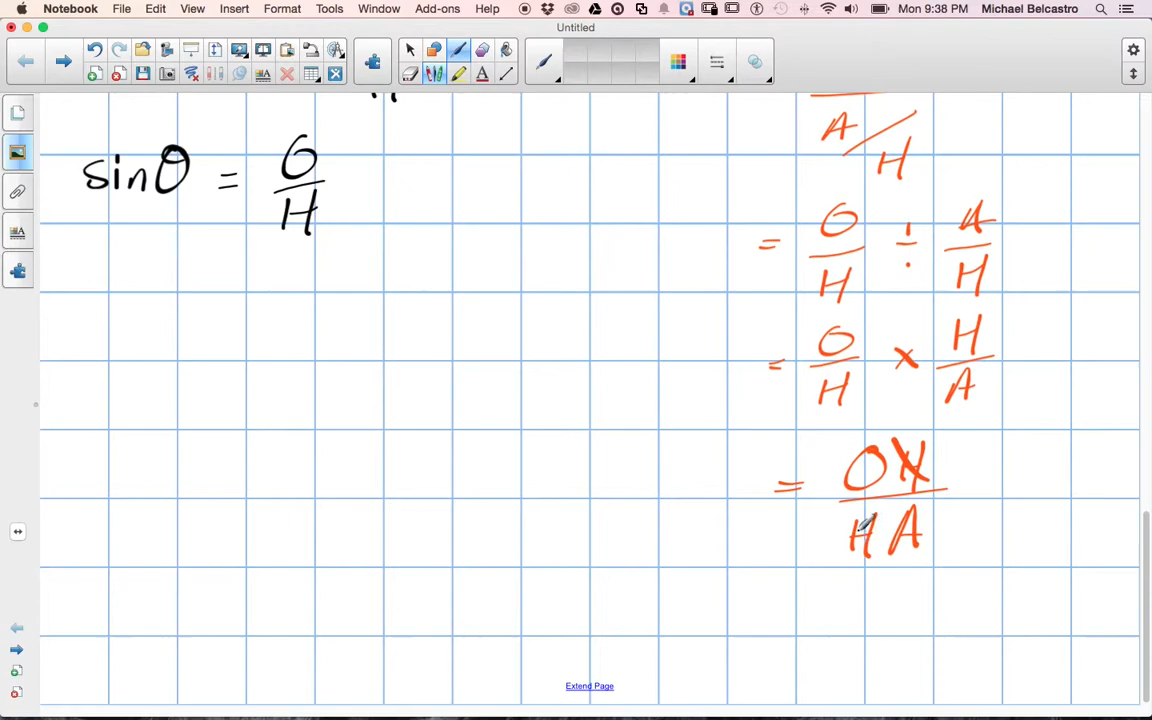 Notebook File Edit View Insert Format Tools Window Add-ons Help Mon 9:38 PM Michael Belcastro
Untitled
sinθ = O/H
A/H
= O/H ÷ A/H
= O/H × H/A
= OH/HA
Extend Page